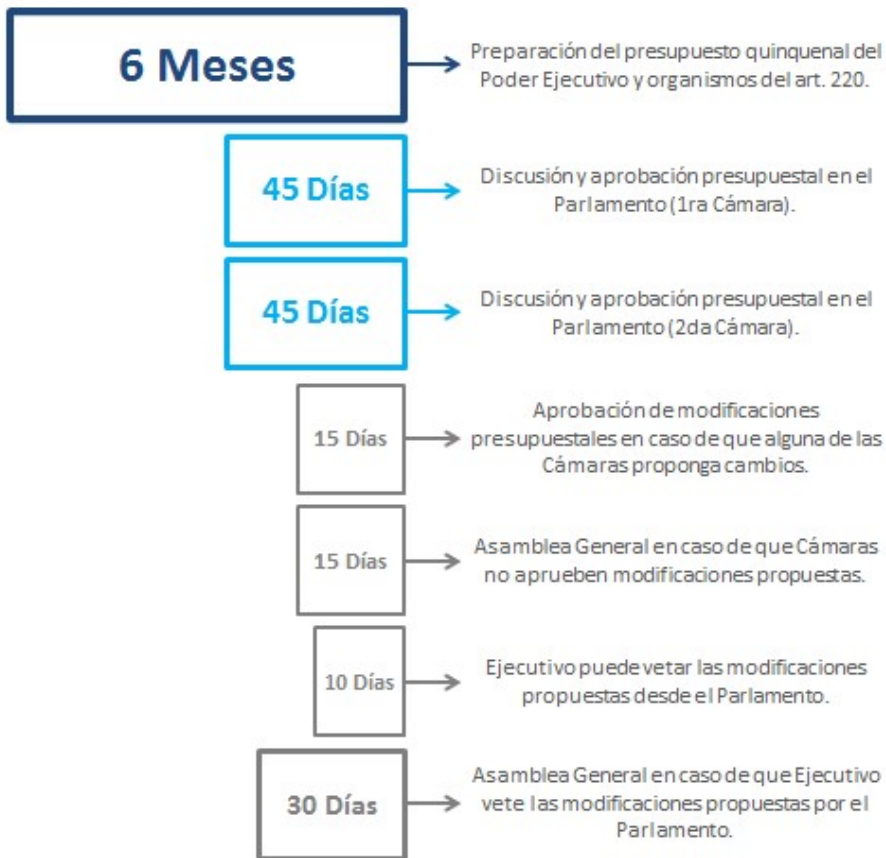 6 Meses
Preparación del presupuesto quinquenal del
Poder Ejecutivo y organismos del art. 220.
45 Días
Discusión y aprobación presupuestal en el
Parlamento (1ra Cámara).
45 Días
Discusión y aprobación presupuestal en el
Parlamento (2da Cámara).
15 Días
Aprobación de modificaciones
presupuestales en caso de que alguna de las
Cámaras proponga cambios.
15 Días
Asamblea General en caso de que Cámaras
no aprueben modificaciones propuestas.
10 Días
Ejecutivo puede vetar las modificaciones
propuestas desde el Parlamento.
30 Días
Asamblea General en caso de que Ejecutivo
vete las modificaciones propuestas por el
Parlamento.